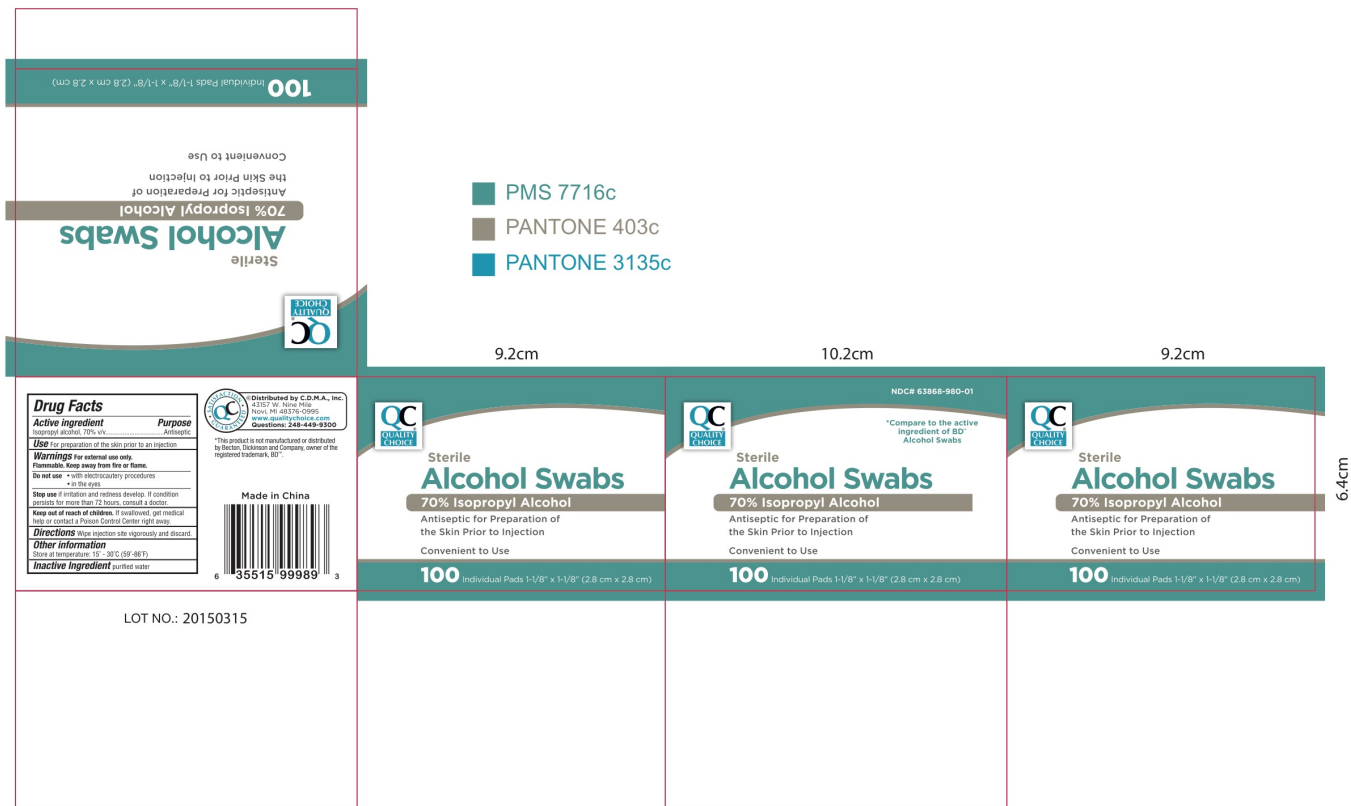 100 Individual Pads 1-1/8" x 1-1/8" (2.8 cm x 2.8 cm)
Convenient to Use
Antiseptic for Preparation of
the Skin Prior to Injection
70% Isopropyl Alcohol
Alcohol Swabs
Sterile
QC
QUALITY
CHOICE
PMS 7716c
PANTONE 403c
PANTONE 3135c
9.2cm
10.2cm
9.2cm
6.4cm
Drug Facts
Active ingredient Purpose
Isopropyl alcohol, 70% v/v..............................Antiseptic
Use For preparation of the skin prior to an injection
Warnings For external use only.
Flammable. Keep away from fire or flame.
Do not use • with electrocautery procedures
• in the eyes
Stop use if irritation and redness develop. If condition
persists for more than 72 hours, consult a doctor.
Keep out of reach of children. If swallowed, get medical
help or contact a Poison Control Center right away.
Directions Wipe injection site vigorously and discard.
Other information
Store at temperature: 15° - 30°C (59°-86°F)
Inactive Ingredient purified water
SATISFACTION
QC
GUARANTEED
©Distributed by C.D.M.A., Inc.
43157 W. Nine Mile
Novi, MI 48376-0995
www.qualitychoice.com
Questions: 248-449-9300
*This product is not manufactured or distributed
by Becton, Dickinson and Company, owner of the
registered trademark, BD™.
Made in China
6 35515 99989 3
LOT NO.: 20150315
QC
QUALITY
CHOICE
Sterile
Alcohol Swabs
70% Isopropyl Alcohol
Antiseptic for Preparation of
the Skin Prior to Injection
Convenient to Use
100 Individual Pads 1-1/8" x 1-1/8" (2.8 cm x 2.8 cm)
NDC# 63868-980-01
QC
QUALITY
CHOICE
*Compare to the active
ingredient of BD™
Alcohol Swabs
Sterile
Alcohol Swabs
70% Isopropyl Alcohol
Antiseptic for Preparation of
the Skin Prior to Injection
Convenient to Use
100 Individual Pads 1-1/8" x 1-1/8" (2.8 cm x 2.8 cm)
QC
QUALITY
CHOICE
Sterile
Alcohol Swabs
70% Isopropyl Alcohol
Antiseptic for Preparation of
the Skin Prior to Injection
Convenient to Use
100 Individual Pads 1-1/8" x 1-1/8" (2.8 cm x 2.8 cm)